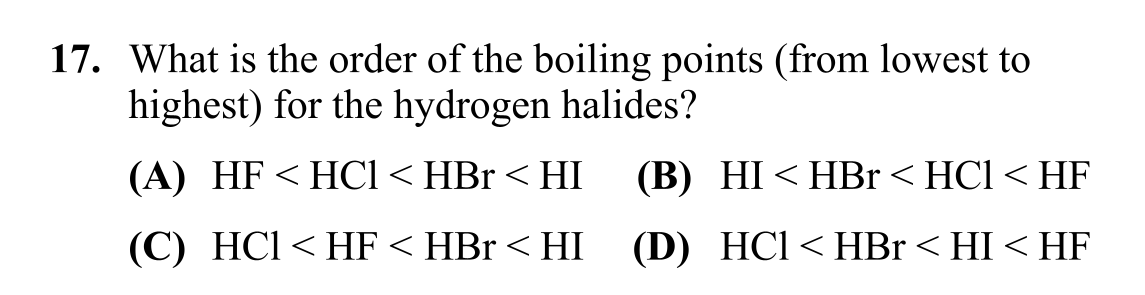 17. What is the order of the boiling points (from lowest to
highest) for the hydrogen halides?
(A) HF < HCl < HBr < HI (B) HI < HBr < HCl < HF
(C) HCl < HF < HBr < HI (D) HCl < HBr < HI < HF